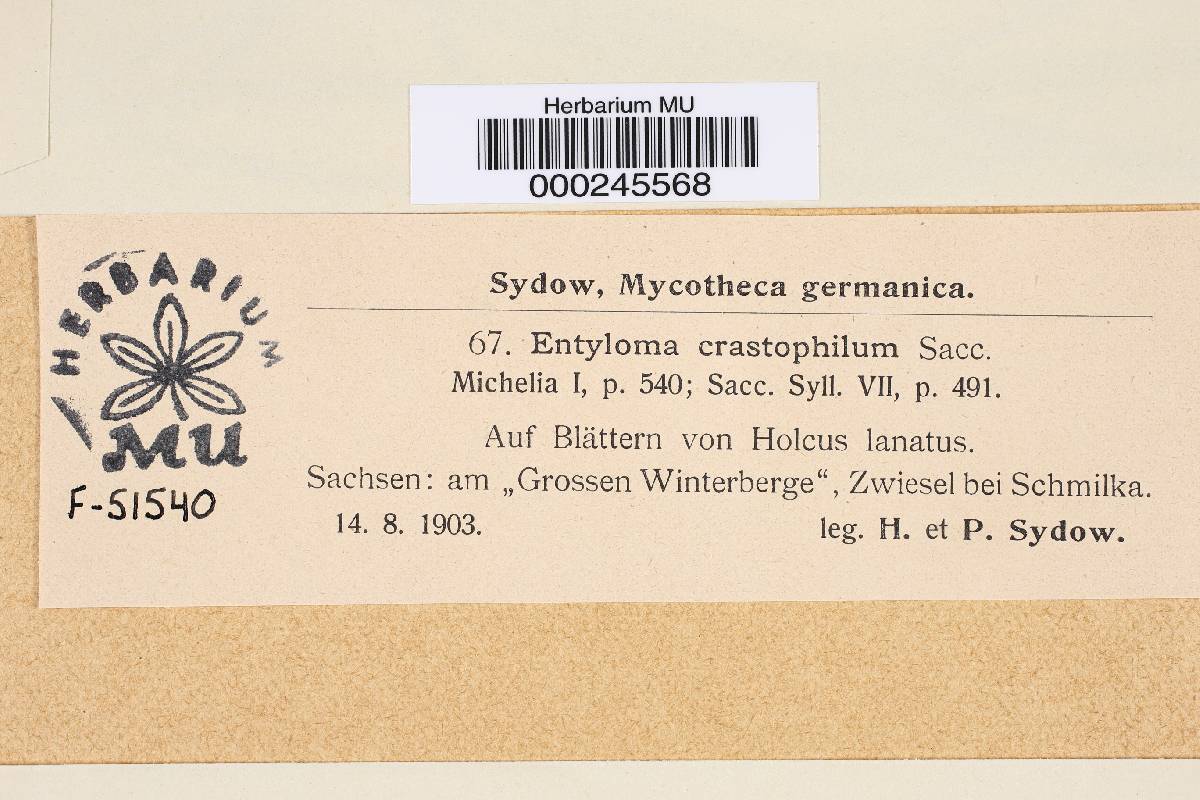 Herbarium MU
000245568
HERBARIUM
MU
F-51540
Sydow, Mycotheca germanica.
67. Entyloma crastophilum Sacc.
Michelia I, p. 540; Sacc. Syll. VII, p. 491.
Auf Blättern von Holcus lanatus.
Sachsen: am „Grossen Winterberge“, Zwiesel bei Schmilka.
14. 8. 1903. leg. H. et P. Sydow.